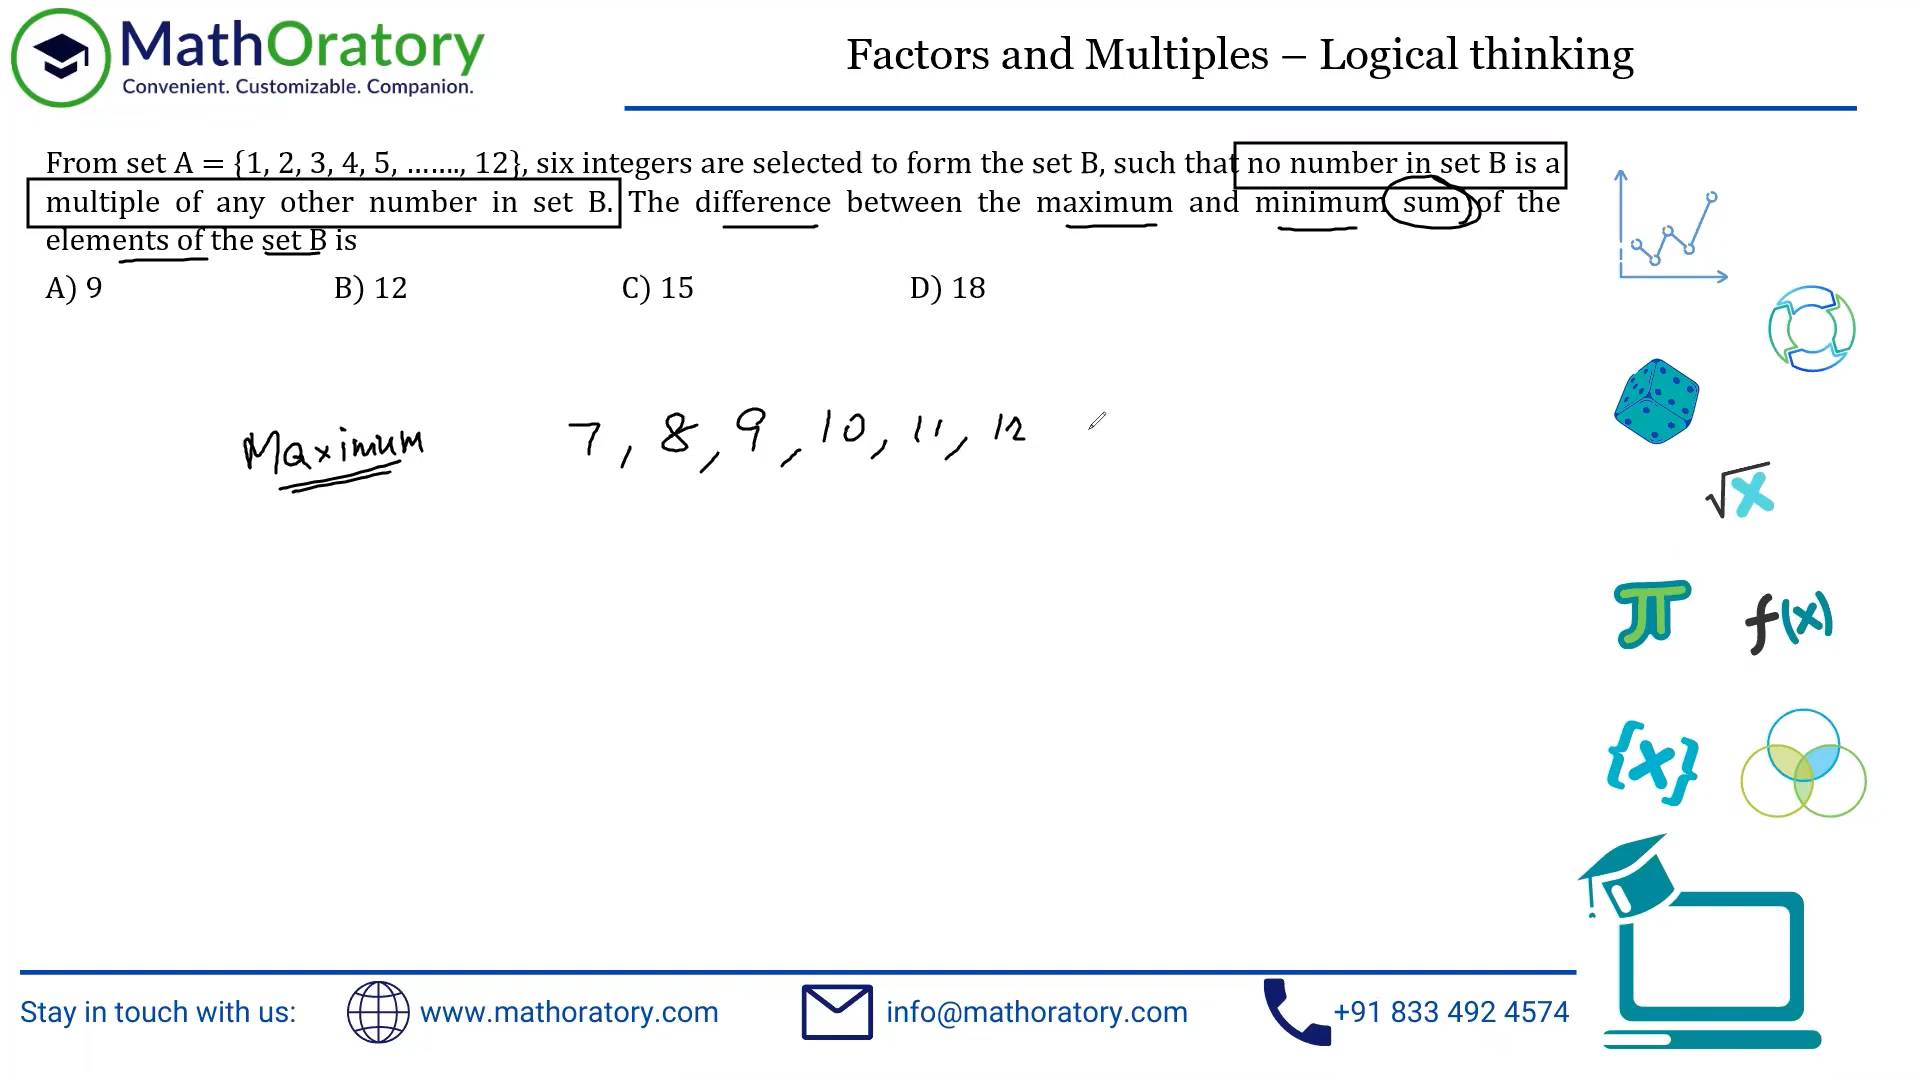 MathOratory
Convenient. Customizable. Companion.
Factors and Multiples – Logical thinking
From set A = {1, 2, 3, 4, 5, ……., 12}, six integers are selected to form the set B, such that no number in set B is a
multiple of any other number in set B. The difference between the maximum and minimum sum of the
elements of the set B is
A) 9 B) 12 C) 15 D) 18
Maximum 7, 8, 9, 10, 11, 12
√x
π f(x)
{x}
Stay in touch with us: www.mathoratory.com info@mathoratory.com +91 833 492 4574